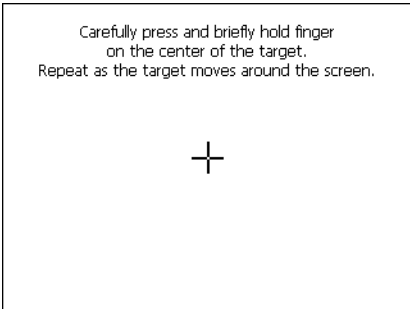 Carefully press and briefly hold finger
on the center of the target.
Repeat as the target moves around the screen.